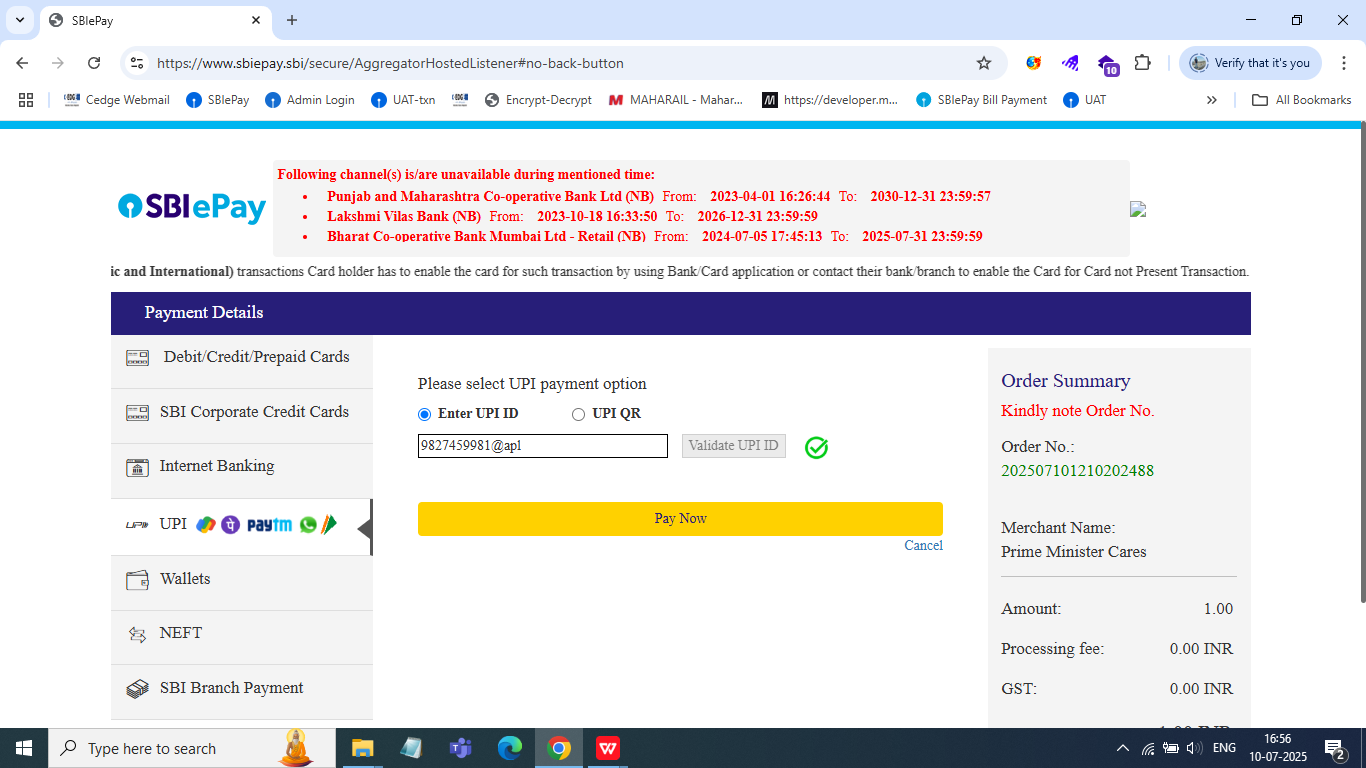 SBIePay
https://www.sbiepay.sbi/secure/AggregatorHostedListener#no-back-button
10
Verify that it's you
Cedge Webmail
SBIePay
Admin Login
UAT-txn
Encrypt-Decrypt
MAHARAIL - Mahar...
https://developer.m...
SBIePay Bill Payment
UAT
All Bookmarks
SBIePay
Following channel(s) is/are unavailable during mentioned time:
• Punjab and Maharashtra Co-operative Bank Ltd (NB) From: 2023-04-01 16:26:44 To: 2030-12-31 23:59:57
• Lakshmi Vilas Bank (NB) From: 2023-10-18 16:33:50 To: 2026-12-31 23:59:59
• Bharat Co-operative Bank Mumbai Ltd - Retail (NB) From: 2024-07-05 17:45:13 To: 2025-07-31 23:59:59
ic and International) transactions Card holder has to enable the card for such transaction by using Bank/Card application or contact their bank/branch to enable the Card for Card not Present Transaction.
Payment Details
Debit/Credit/Prepaid Cards
SBI Corporate Credit Cards
Internet Banking
UPI UPI paytm
Wallets
NEFT
SBI Branch Payment
Please select UPI payment option
Enter UPI ID
UPI QR
9827459981@apl
Validate UPI ID
Pay Now
Cancel
Order Summary
Kindly note Order No.
Order No.:
202507101210202488
Merchant Name:
Prime Minister Cares
Amount: 1.00
Processing fee: 0.00 INR
GST: 0.00 INR
Type here to search
ENG
16:56
10-07-2025
2